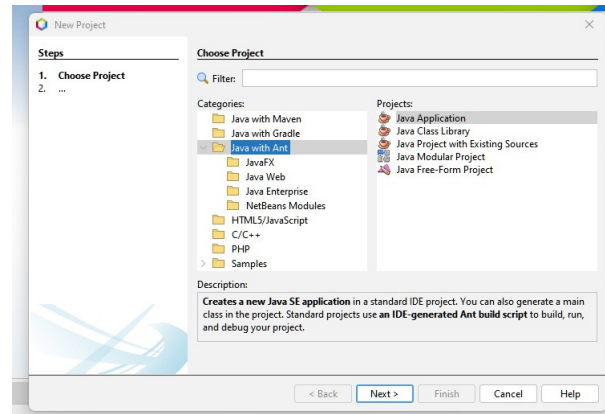 New Project
Steps
1. Choose Project
2. ...
Choose Project
Filter:
Categories:
Java with Maven
Java with Gradle
Java with Ant
JavaFX
Java Web
Java Enterprise
NetBeans Modules
HTML5/JavaScript
C/C++
PHP
Samples
Projects:
Java Application
Java Class Library
Java Project with Existing Sources
Java Modular Project
Java Free-Form Project
Description:
Creates a new Java SE application in a standard IDE project. You can also generate a main
class in the project. Standard projects use an IDE-generated Ant build script to build, run,
and debug your project.
< Back Next > Finish Cancel Help